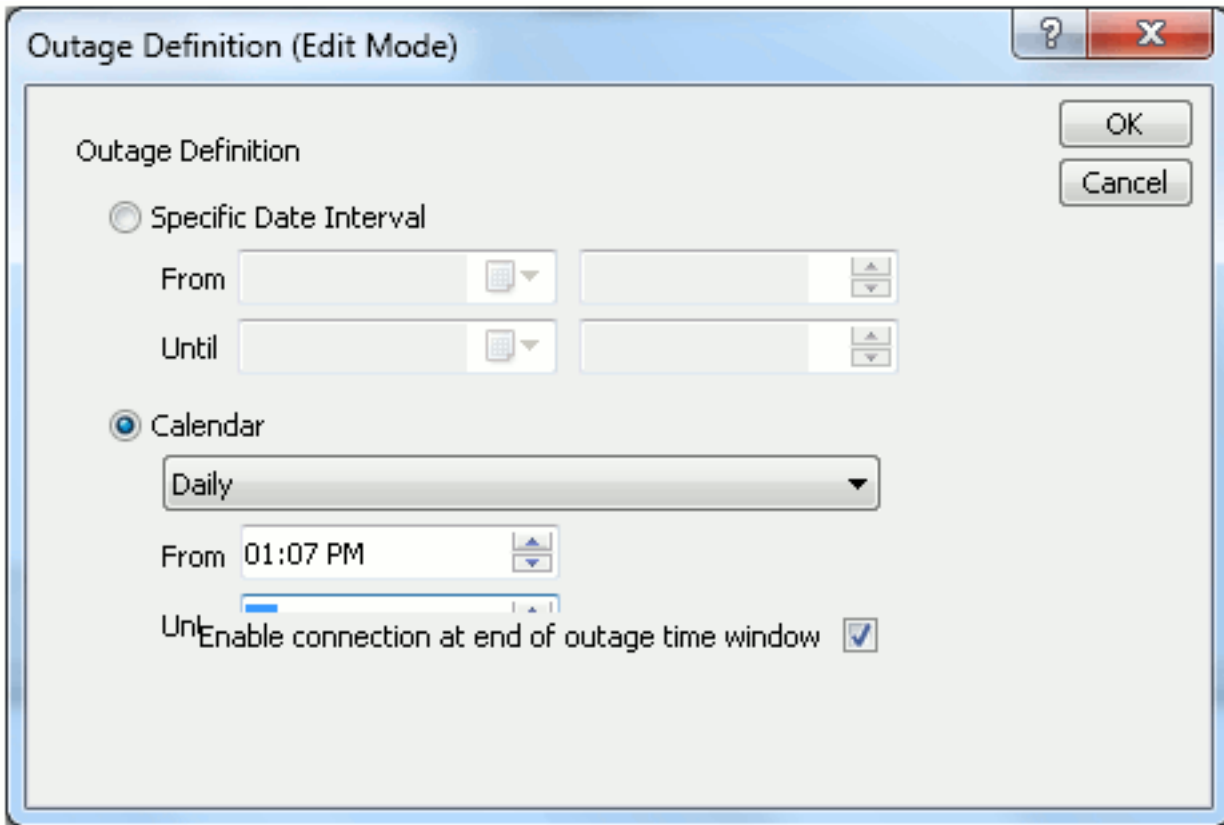 Outage Definition (Edit Mode)
?
X
OK
Outage Definition
Cancel
Specific Date Interval
From
Until
Calendar
Daily
From 01:07 PM
Enable connection at end of outage time window